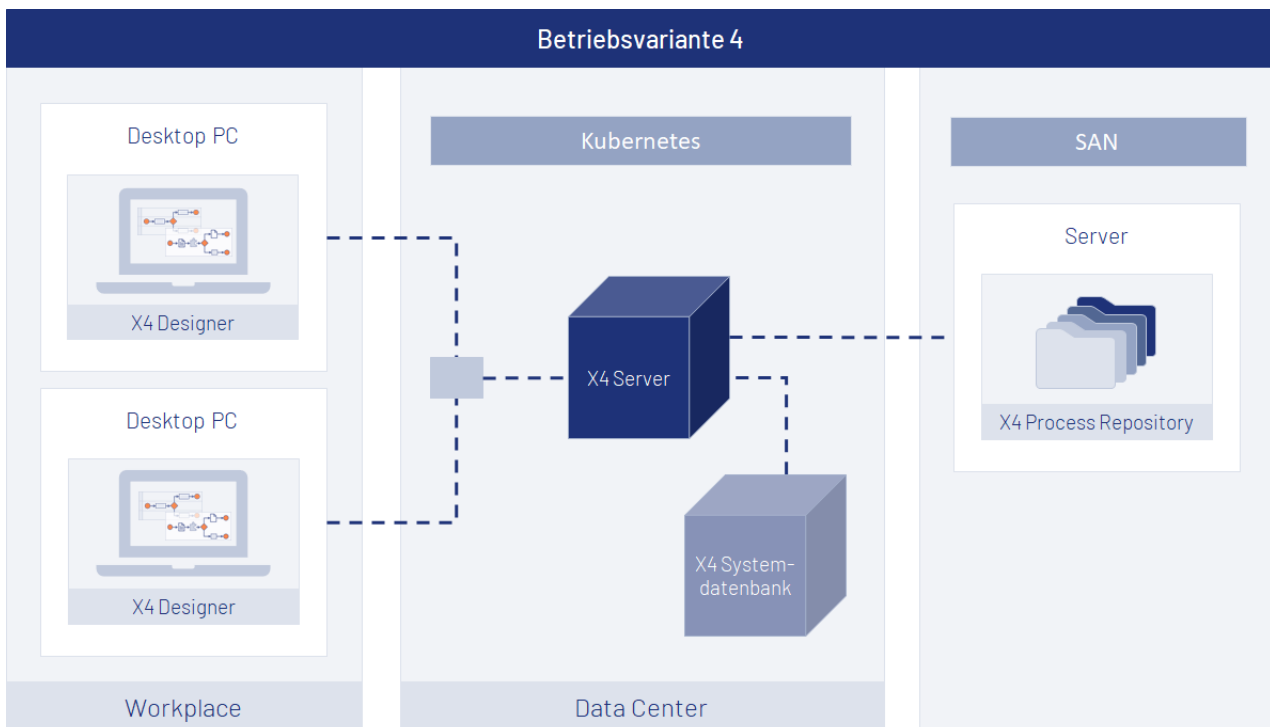 Betriebsvariante 4
Desktop PC
X4 Designer
Desktop PC
X4 Designer
Workplace
Kubernetes
X4 Server
X4 System-
datenbank
Data Center
SAN
Server
X4 Process Repository